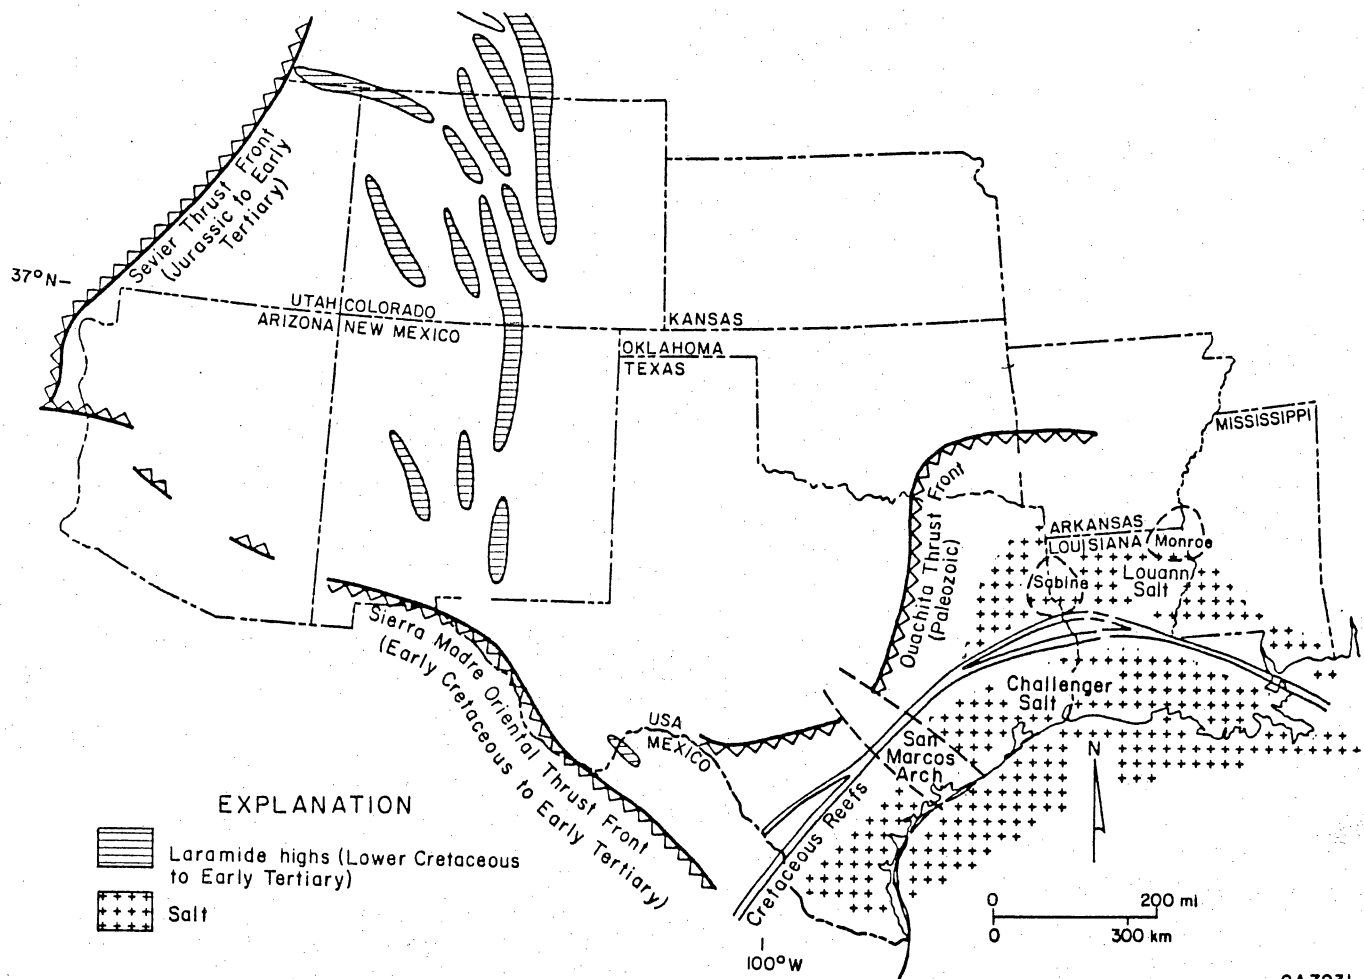 Sevier Thrust Front
(Jurassic to Early
Tertiary)
37°N
UTAH
COLORADO
ARIZONA
NEW MEXICO
KANSAS
OKLAHOMA
TEXAS
MISSISSIPPI
Ouachita Thrust Front
(Paleozoic)
ARKANSAS
LOUISIANA
Monroe
Sabine
Louann
Salt
Sierra Madre Oriental Thrust Front
(Early Cretaceous to Early Tertiary)
USA
MEXICO
Challenger
Salt
San
Marcos
Arch
N
Cretaceous Reefs
EXPLANATION
Laramide highs (Lower Cretaceous
to Early Tertiary)
Salt
0 200 mi
0 300 km
100°W